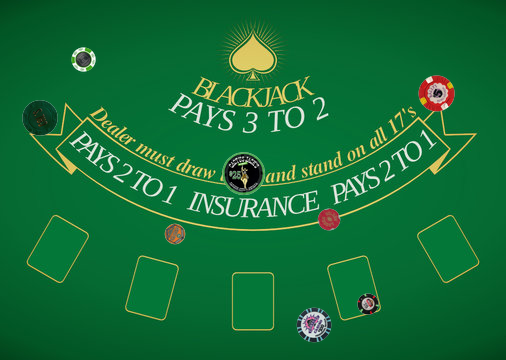 BLACKJACK
PAYS 3 TO 2
Dealer must draw and stand on all 17's
PAYS 2 TO 1 INSURANCE PAYS 2 TO 1
$25